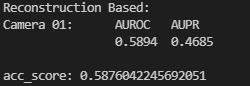 Reconstruction Based:
Camera 01: AUROC AUPR
0.5894 0.4685
acc_score: 0.5876042245692051